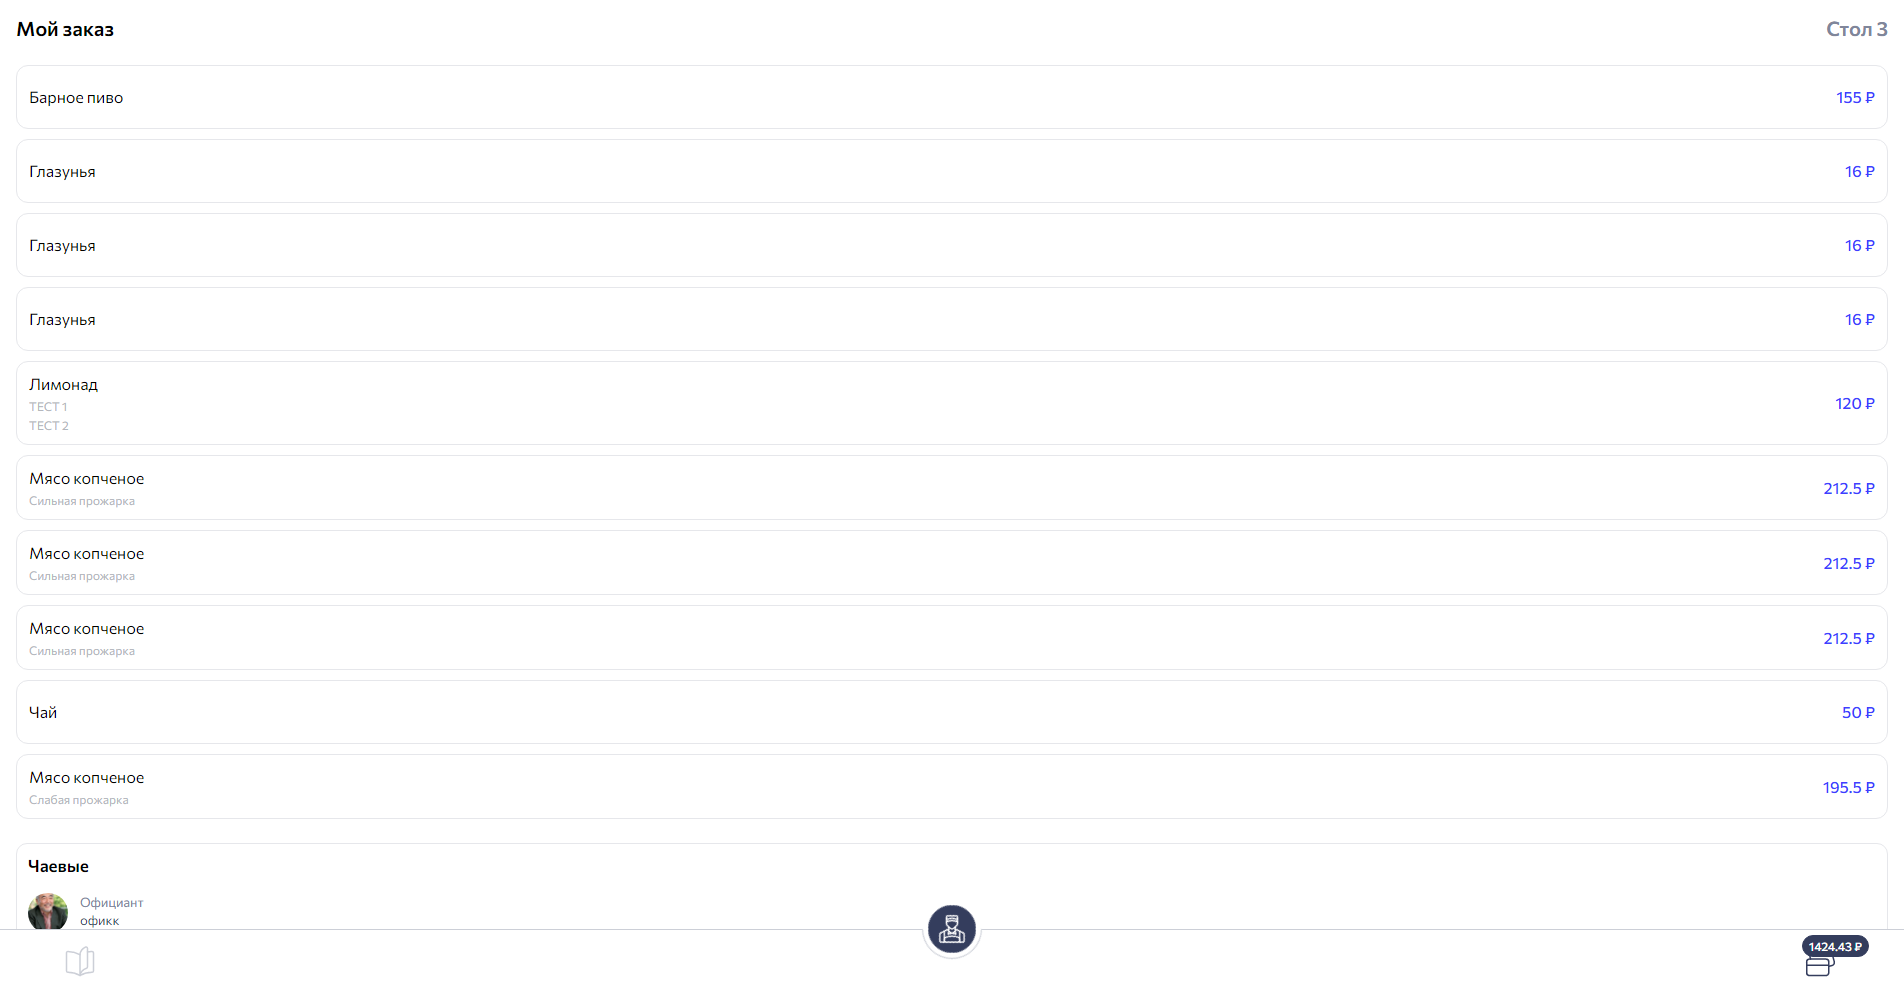 Мой заказ
Стол 3
Барное пиво
155 ₽
Глазунья
16 ₽
Глазунья
16 ₽
Глазунья
16 ₽
Лимонад
ТЕСТ 1
ТЕСТ 2
120 ₽
Мясо копченое
Сильная прожарка
212.5 ₽
Мясо копченое
Сильная прожарка
212.5 ₽
Мясо копченое
Сильная прожарка
212.5 ₽
Чай
50 ₽
Мясо копченое
Слабая прожарка
195.5 ₽
Чаевые
Официант
офикк
1424.43 ₽